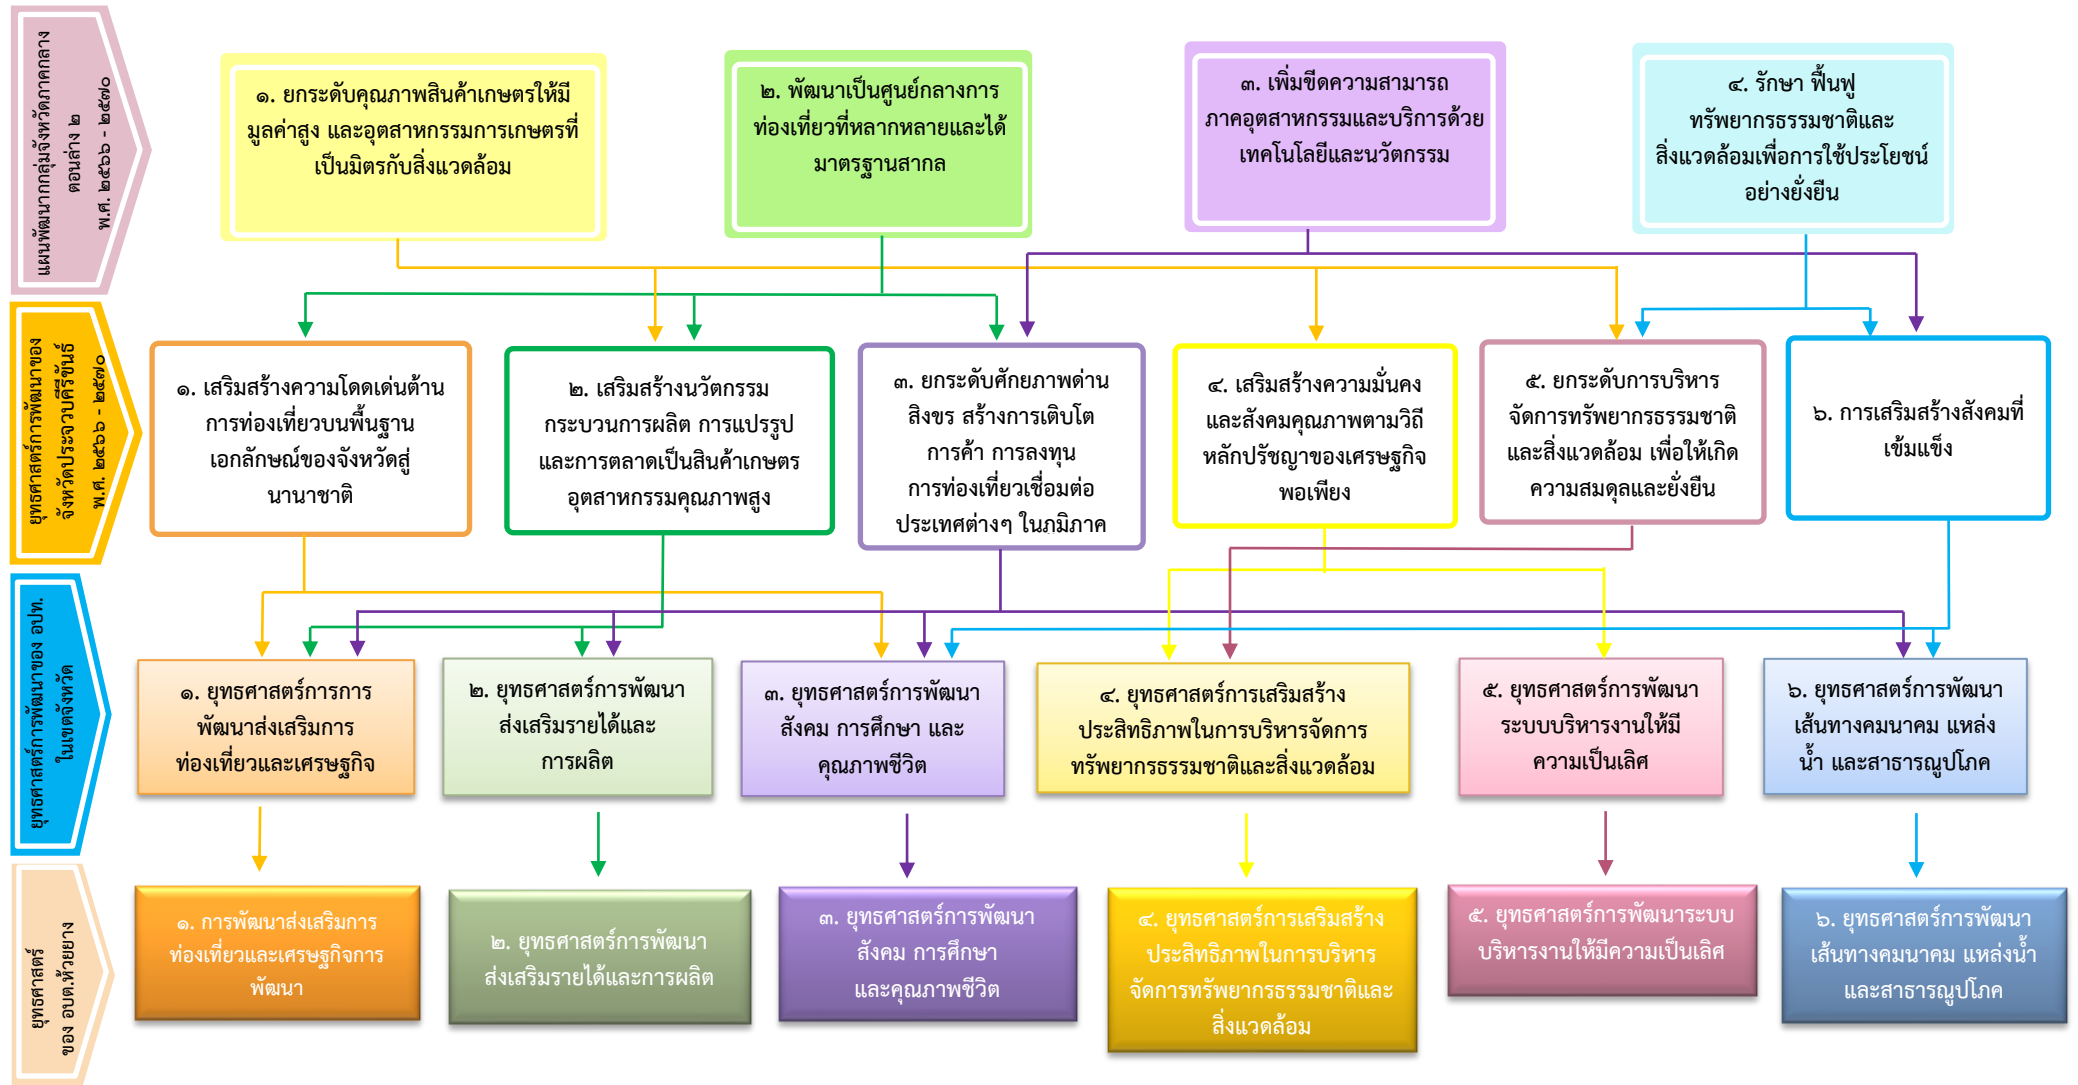 แผนพัฒนากกลุ่มจังหวัดภาคกลาง
ตอนล่าง ๒
พ.ศ. ๒๕๖๖ - ๒๕๗๐
๑. ยกระดับคุณภาพสินค้าเกษตรให้มี
มูลค่าสูง และอุตสาหกรรมการเกษตรที่
เป็นมิตรกับสิ่งแวดล้อม
๒. พัฒนาเป็นศูนย์กลางการ
ท่องเที่ยวที่หลากหลายและได้
มาตรฐานสากล
๓. เพิ่มขีดความสามารถ
ภาคอุตสาหกรรมและบริการด้วย
เทคโนโลยีและนวัตกรรม
๔. รักษา ฟื้นฟู
ทรัพยากรธรรมชาติและ
สิ่งแวดล้อมเพื่อการใช้ประโยชน์
อย่างยั่งยืน
ยุทธศาสตร์การพัฒนาของ
จังหวัดประจวบคีรีขันธ์
พ.ศ. ๒๕๖๖ - ๒๕๗๐
๑. เสริมสร้างความโดดเด่นด้าน
การท่องเที่ยวบนพื้นฐาน
เอกลักษณ์ของจังหวัดสู่
นานาชาติ
๒. เสริมสร้างนวัตกรรม
กระบวนการผลิต การแปรรูป
และการตลาดเป็นสินค้าเกษตร
อุตสาหกรรมคุณภาพสูง
๓. ยกระดับศักยภาพด่าน
สิงขร สร้างการเติบโต
การค้า การลงทุน
การท่องเที่ยวเชื่อมต่อ
ประเทศต่างๆ ในภูมิภาค
๔. เสริมสร้างความมั่นคง
และสังคมคุณภาพตามวิถี
หลักปรัชญาของเศรษฐกิจ
พอเพียง
๕. ยกระดับการบริหาร
จัดการทรัพยากรธรรมชาติ
และสิ่งแวดล้อม เพื่อให้เกิด
ความสมดุลและยั่งยืน
๖. การเสริมสร้างสังคมที่
เข้มแข็ง
ยุทธศาสตร์การพัฒนาของ อปท.
ในเขตจังหวัด
๑. ยุทธศาสตร์การการ
พัฒนาส่งเสริมการ
ท่องเที่ยวและเศรษฐกิจ
๒. ยุทธศาสตร์การพัฒนา
ส่งเสริมรายได้และ
การผลิต
๓. ยุทธศาสตร์การพัฒนา
สังคม การศึกษา และ
คุณภาพชีวิต
๔. ยุทธศาสตร์การเสริมสร้าง
ประสิทธิภาพในการบริหารจัดการ
ทรัพยากรธรรมชาติและสิ่งแวดล้อม
๕. ยุทธศาสตร์การพัฒนา
ระบบบริหารงานให้มี
ความเป็นเลิศ
๖. ยุทธศาสตร์การพัฒนา
เส้นทางคมนาคม แหล่ง
น้ำ และสาธารณูปโภค
ยุทธศาสตร์
ของ อบต.ห้วยยาง
๑. การพัฒนาส่งเสริมการ
ท่องเที่ยวและเศรษฐกิจการ
พัฒนา
๒. ยุทธศาสตร์การพัฒนา
ส่งเสริมรายได้และการผลิต
๓. ยุทธศาสตร์การพัฒนา
สังคม การศึกษา
และคุณภาพชีวิต
๔. ยุทธศาสตร์การเสริมสร้าง
ประสิทธิภาพในการบริหาร
จัดการทรัพยากรธรรมชาติและ
สิ่งแวดล้อม
๕. ยุทธศาสตร์การพัฒนาระบบ
บริหารงานให้มีความเป็นเลิศ
๖. ยุทธศาสตร์การพัฒนา
เส้นทางคมนาคม แหล่งน้ำ
และสาธารณูปโภค